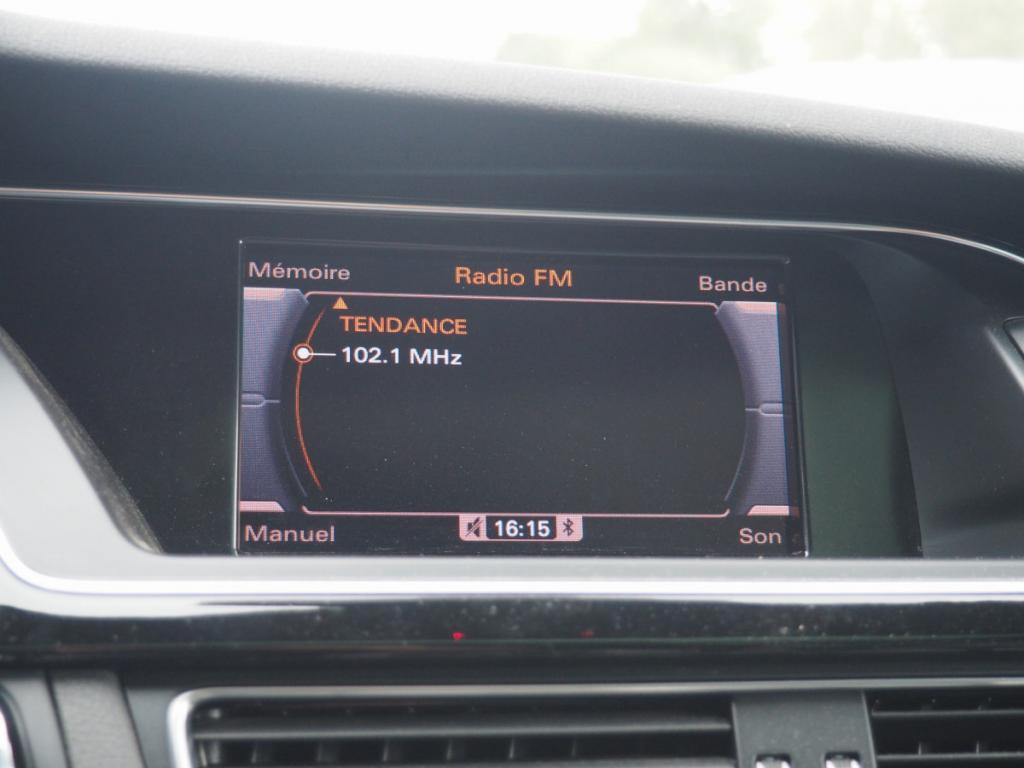 Mémoire
Radio FM
Bande
TENDANCE
102.1 MHz
Manuel
16:15
Son